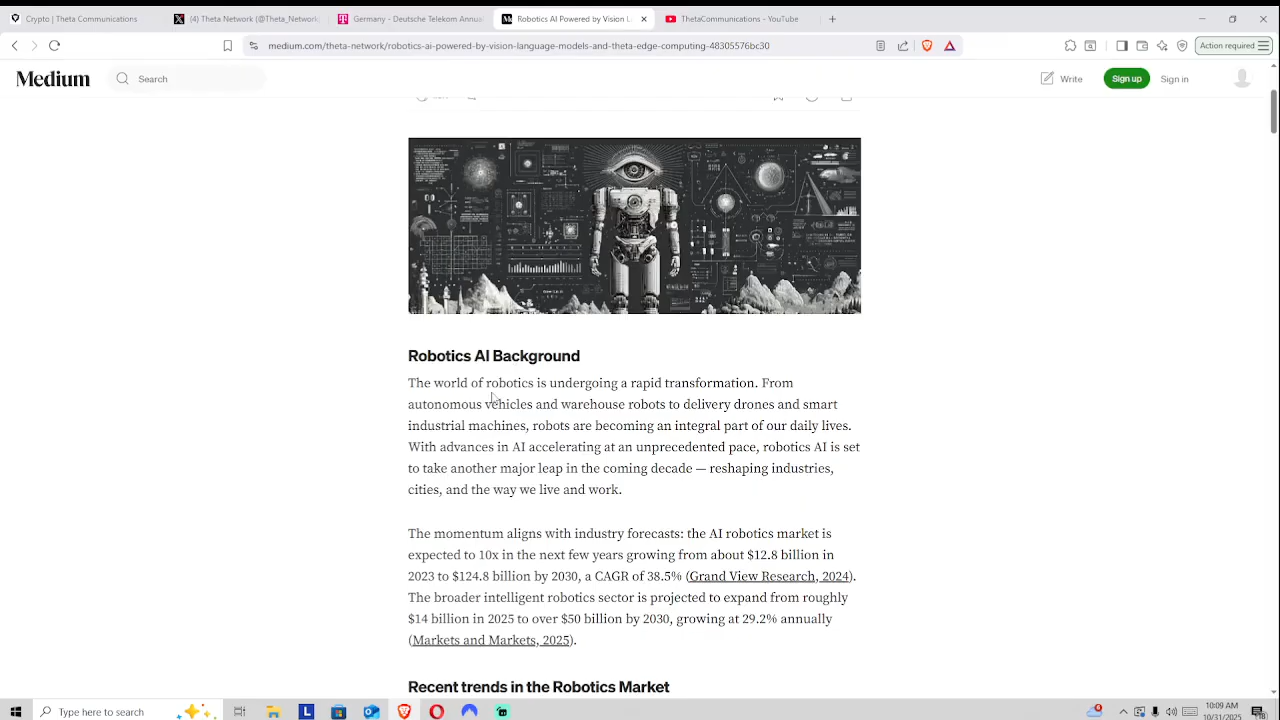 Crypto | Theta Communications
(4) Theta Network (@Theta_Network
Germany - Deutsche Telekom Annua
Robotics AI Powered by Vision L
ThetaCommunications - YouTube
medium.com/theta-network/robotics-ai-powered-by-vision-language-models-and-theta-edge-computing-48305576bc30
Action required
Medium
Search
Write
Sign up
Sign in
Robotics AI Background
The world of robotics is undergoing a rapid transformation. From
autonomous vehicles and warehouse robots to delivery drones and smart
industrial machines, robots are becoming an integral part of our daily lives.
With advances in AI accelerating at an unprecedented pace, robotics AI is set
to take another major leap in the coming decade — reshaping industries,
cities, and the way we live and work.
The momentum aligns with industry forecasts: the AI robotics market is
expected to 10x in the next few years growing from about $12.8 billion in
2023 to $124.8 billion by 2030, a CAGR of 38.5% (Grand View Research, 2024).
The broader intelligent robotics sector is projected to expand from roughly
$14 billion in 2025 to over $50 billion by 2030, growing at 29.2% annually
(Markets and Markets, 2025).
Recent trends in the Robotics Market
Type here to search
10:09 AM
10/31/2025